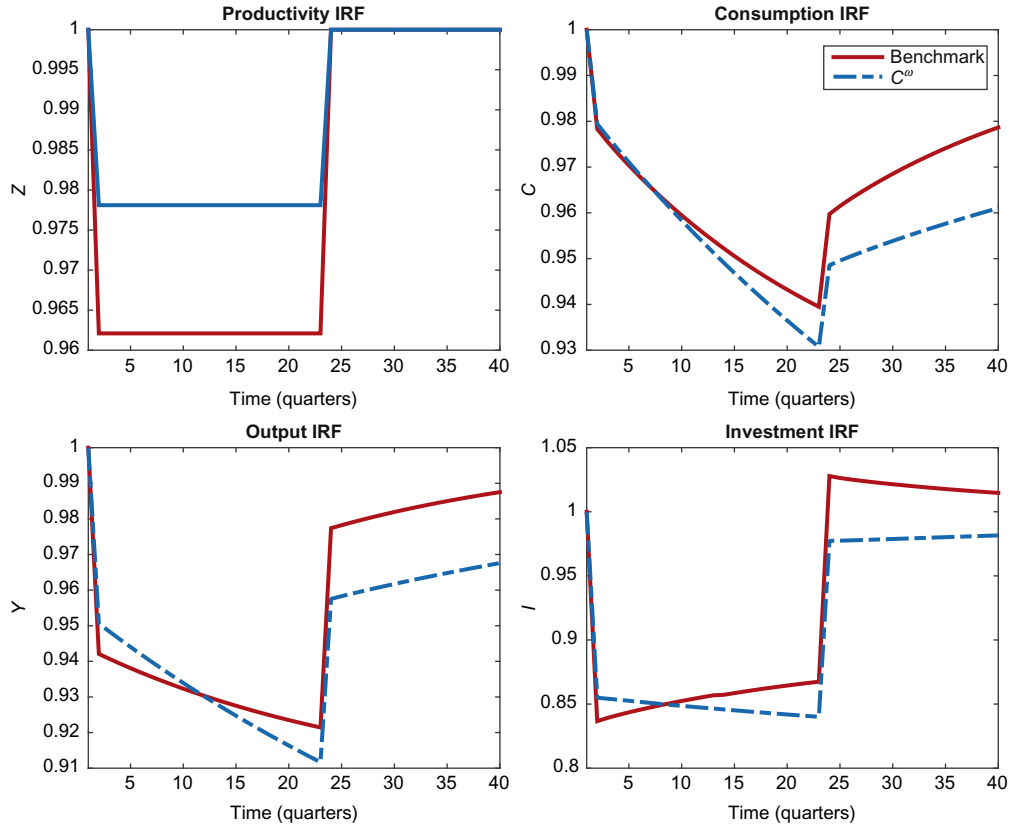 Productivity IRF
1
0.995
0.99
0.985
0.98
0.975
0.97
0.965
0.96
Z
5 10 15 20 25 30 35 40
Time (quarters)
Consumption IRF
1
0.99
0.98
0.97
0.96
0.95
0.94
0.93
C
Benchmark
C^ω
5 10 15 20 25 30 35 40
Time (quarters)
Output IRF
1
0.99
0.98
0.97
0.96
0.95
0.94
0.93
0.92
0.91
Y
5 10 15 20 25 30 35 40
Time (quarters)
Investment IRF
1.05
1
0.95
0.9
0.85
0.8
I
5 10 15 20 25 30 35 40
Time (quarters)